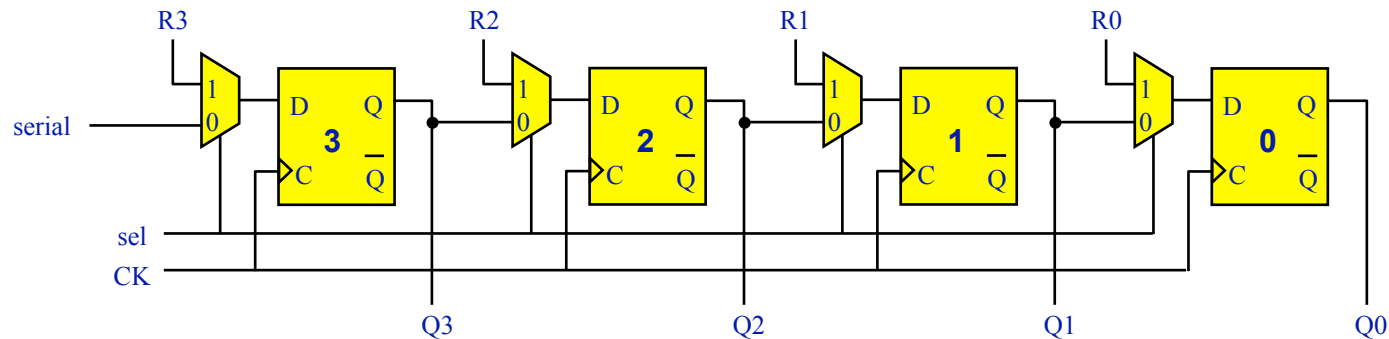 R3 R2 R1 R0
1 1 1 1
D Q D Q D Q D Q
serial 0 0 0 0
3 2 1 0
C Q̅ C Q̅ C Q̅ C Q̅
sel
CK
Q3 Q2 Q1 Q0